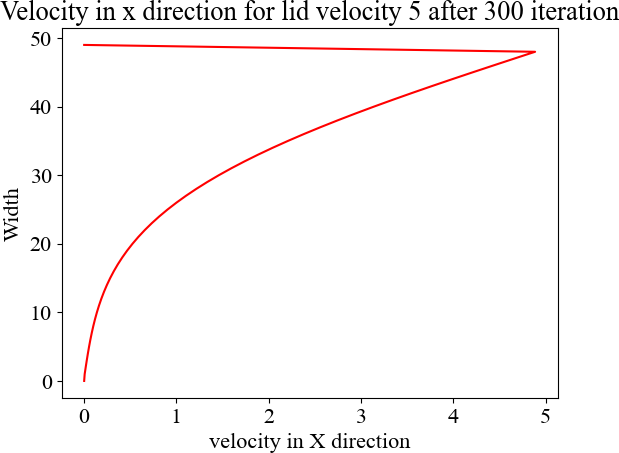 Velocity in x direction for lid velocity 5 after 300 iteration
50
40
30
20
10
0
Width
0 1 2 3 4 5
velocity in X direction